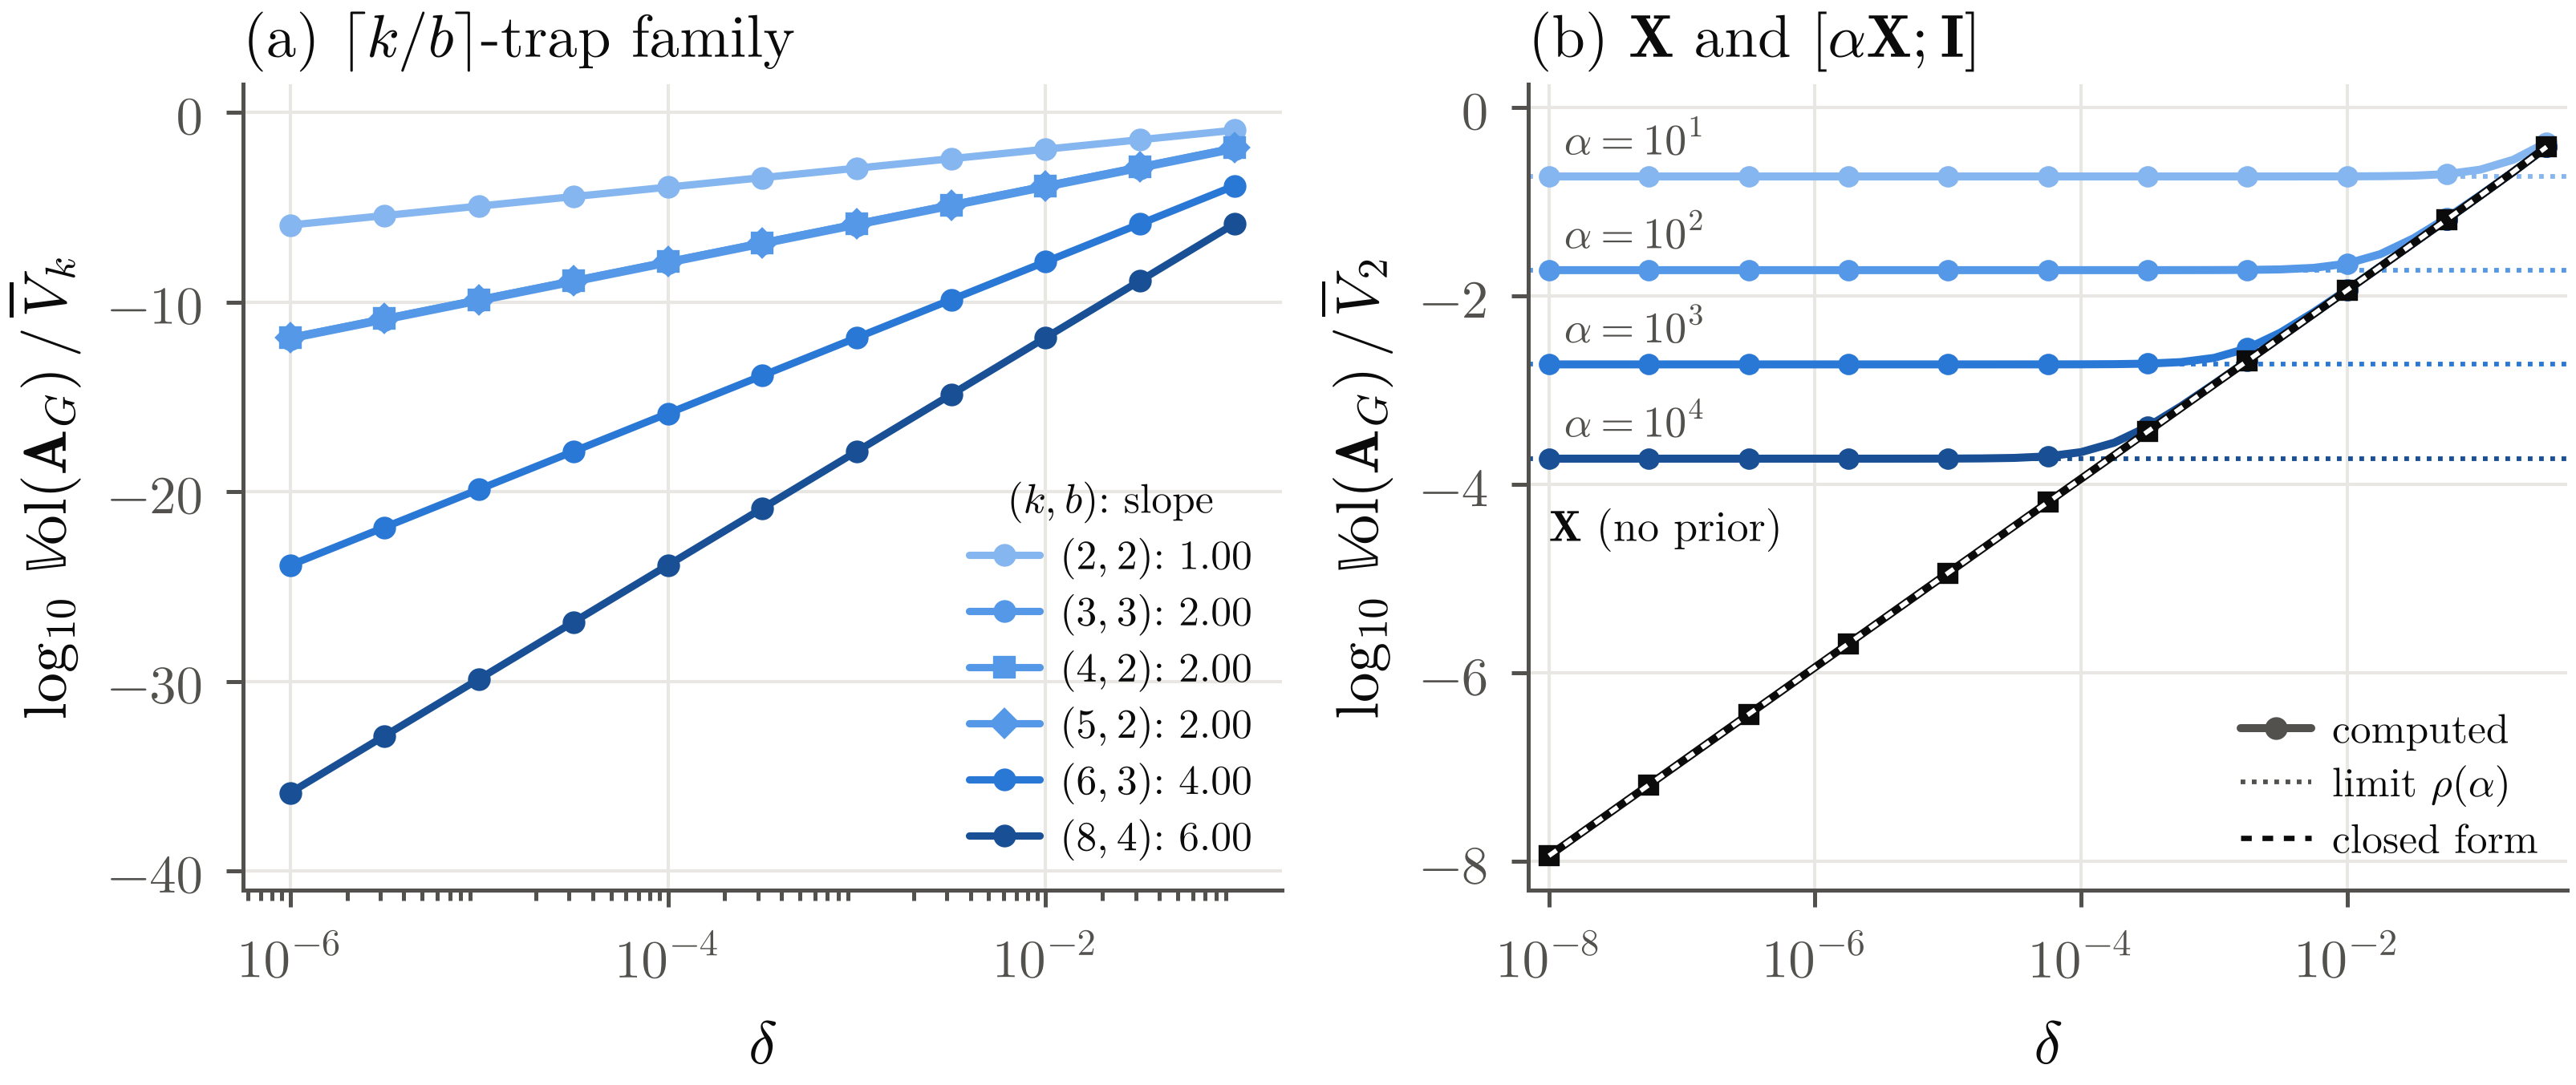 (a) ⌈k/b⌉-trap family
log₁₀ 𝕍ol(𝐀_G) / V̅_k
0
−10
−20
−30
−40
(k, b): slope
(2, 2): 1.00
(3, 3): 2.00
(4, 2): 2.00
(5, 2): 2.00
(6, 3): 4.00
(8, 4): 6.00
10⁻⁶
10⁻⁴
10⁻²
δ
(b) 𝐗 and [α𝐗; 𝐈]
log₁₀ 𝕍ol(𝐀_G) / V̅₂
0
−2
−4
−6
−8
α = 10¹
α = 10²
α = 10³
α = 10⁴
𝐗 (no prior)
computed
limit ρ(α)
closed form
10⁻⁸
10⁻⁶
10⁻⁴
10⁻²
δ